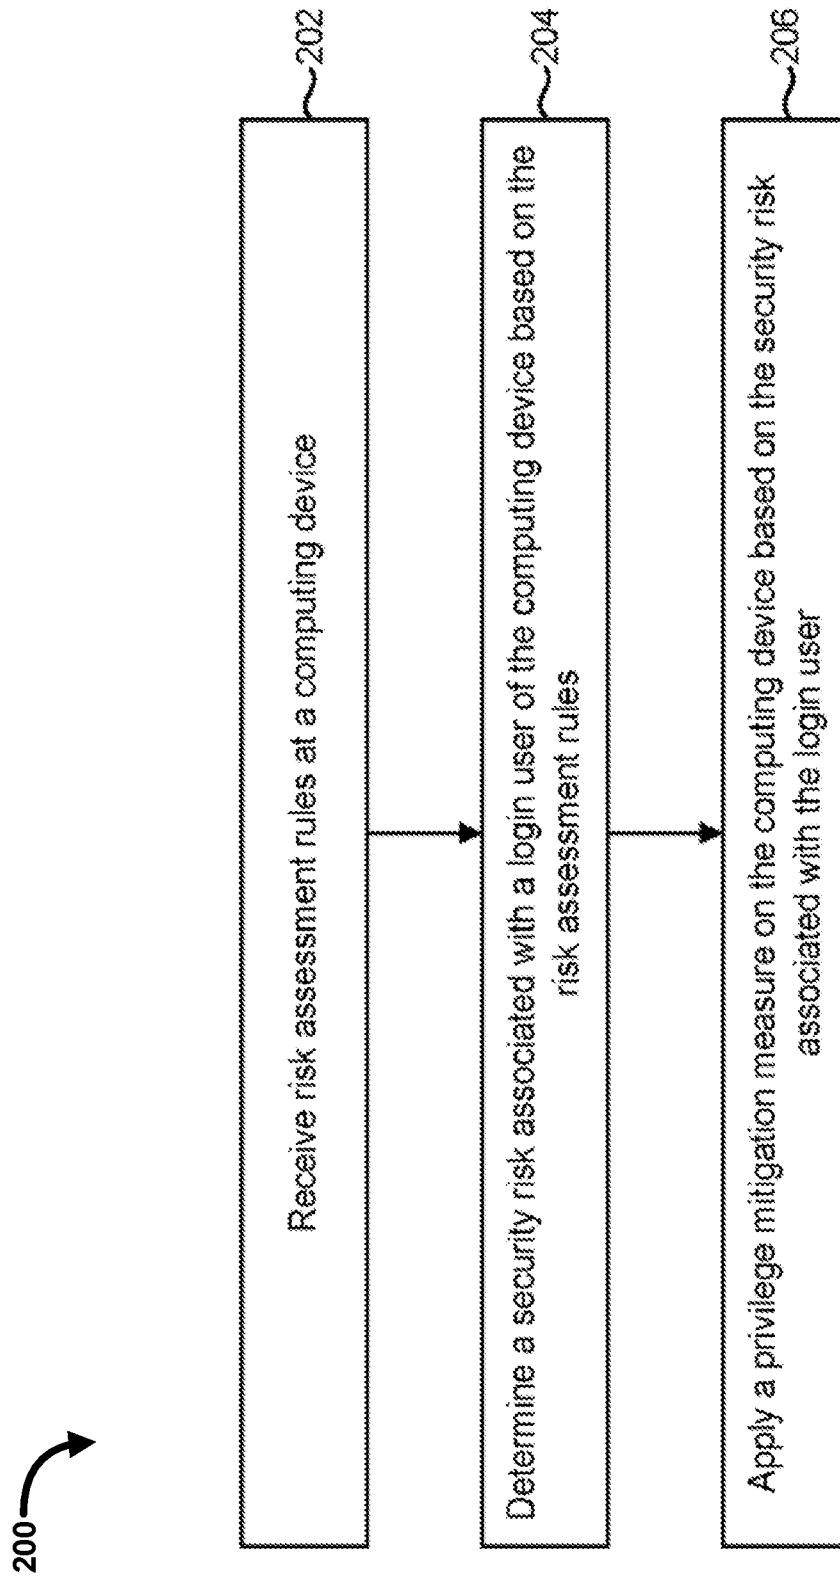 200
202
Receive risk assessment rules at a computing device
204
Determine a security risk associated with a login user of the computing device based on the
risk assessment rules
206
Apply a privilege mitigation measure on the computing device based on the security risk
associated with the login user